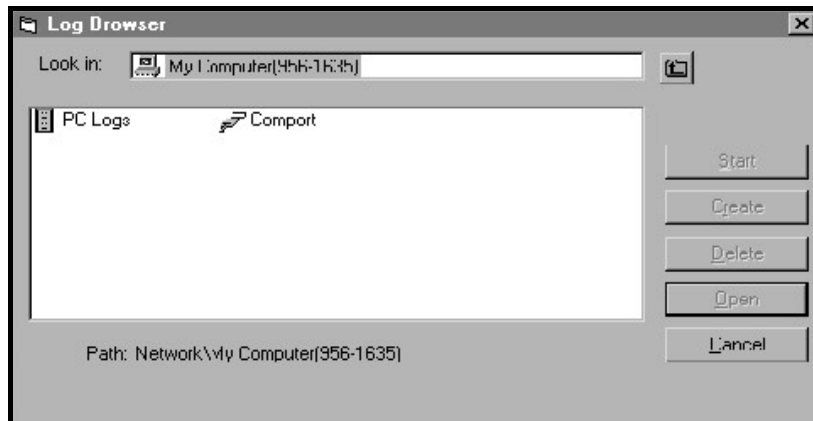 Log Browser
Look in: My Computer(956-1635)
PC Logs Comport
Start
Create
Delete
Open
Cancel
Path: Network\My Computer(956-1635)